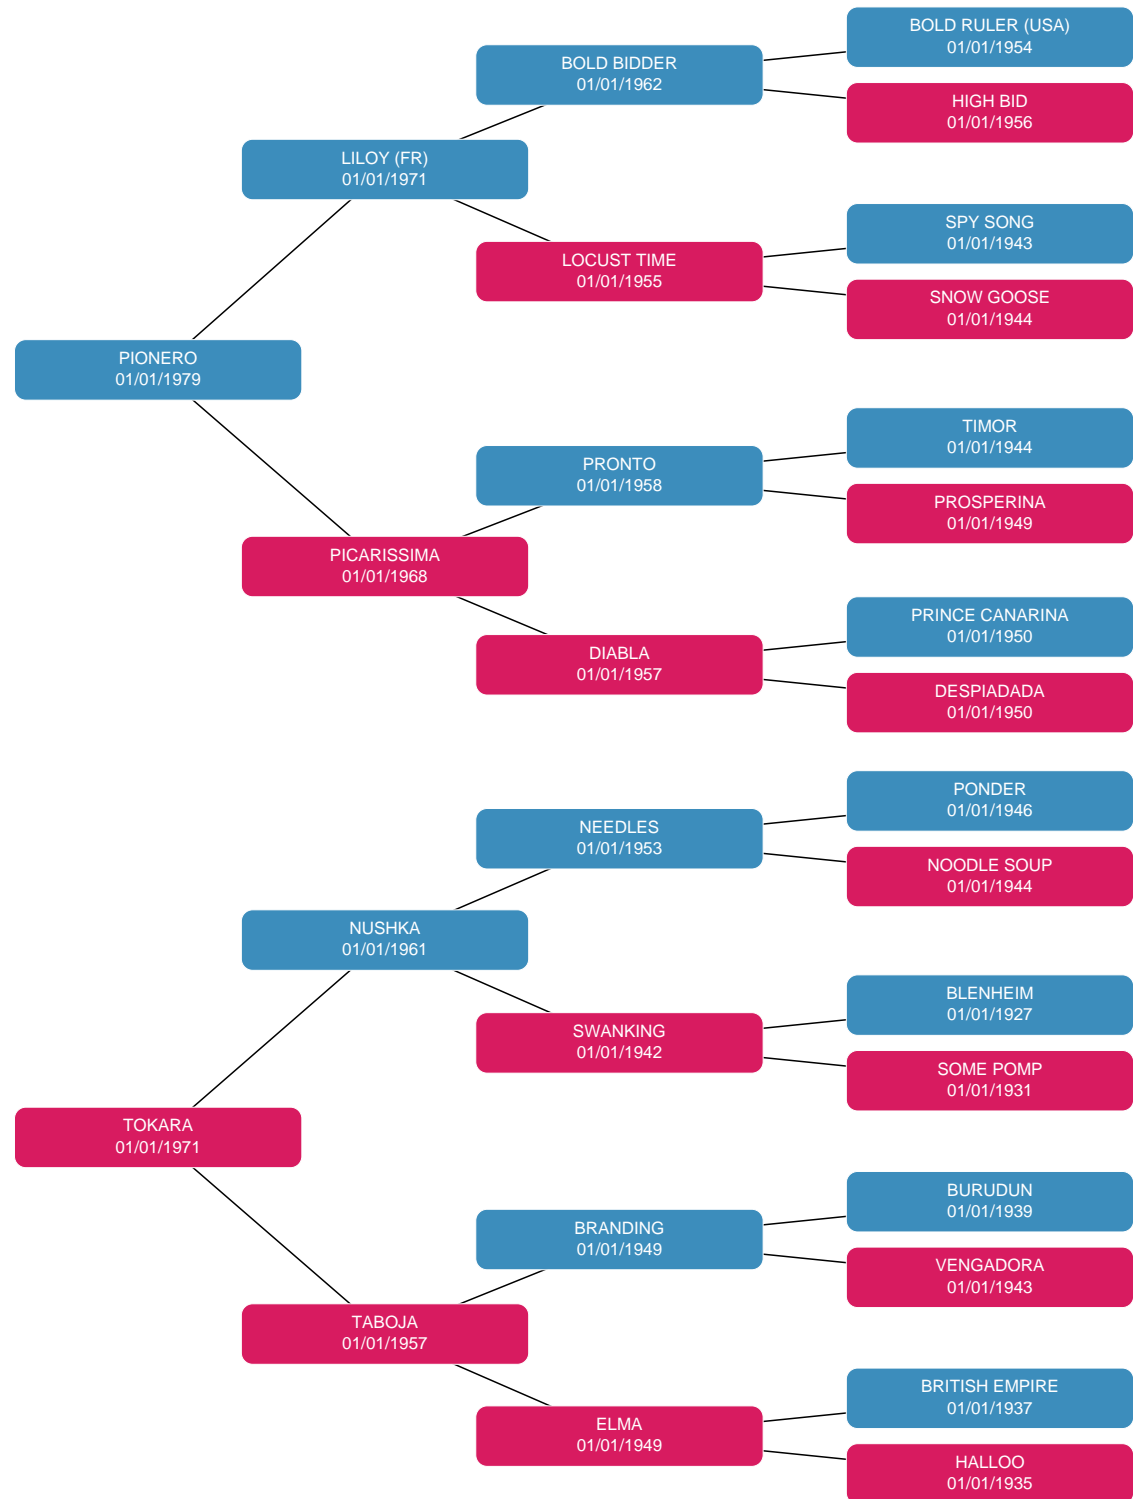 BOLD RULER (USA)
01/01/1954
BOLD BIDDER
01/01/1962
HIGH BID
01/01/1956
LILOY (FR)
01/01/1971
SPY SONG
01/01/1943
LOCUST TIME
01/01/1955
SNOW GOOSE
01/01/1944
PIONERO
01/01/1979
TIMOR
01/01/1944
PRONTO
01/01/1958
PROSPERINA
01/01/1949
PICARISSIMA
01/01/1968
PRINCE CANARINA
01/01/1950
DIABLA
01/01/1957
DESPIADADA
01/01/1950
PONDER
01/01/1946
NEEDLES
01/01/1953
NOODLE SOUP
01/01/1944
NUSHKA
01/01/1961
BLENHEIM
01/01/1927
SWANKING
01/01/1942
SOME POMP
01/01/1931
TOKARA
01/01/1971
BURUDUN
01/01/1939
BRANDING
01/01/1949
VENGADORA
01/01/1943
TABOJA
01/01/1957
BRITISH EMPIRE
01/01/1937
ELMA
01/01/1949
HALLOO
01/01/1935